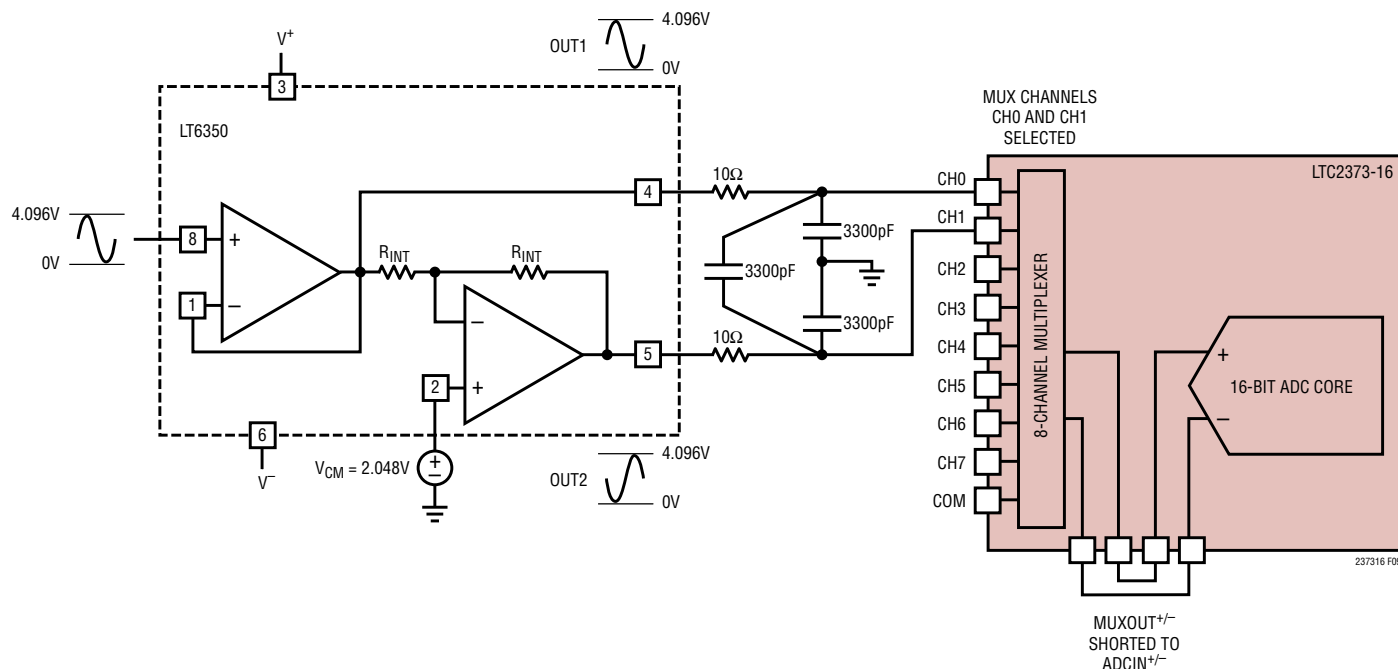 4.096V
OUT1
0V
V+
3
LT6350
MUX CHANNELS
CH0 AND CH1
SELECTED
LTC2373-16
4
10Ω
CH0
CH1
CH2
CH3
CH4
CH5
CH6
CH7
COM
4.096V
0V
8
+
1
–
RINT
RINT
3300pF
3300pF
3300pF
–
+
2
5
10Ω
8-CHANNEL MULTIPLEXER
+
–
16-BIT ADC CORE
6
V–
VCM = 2.048V
+
–
OUT2
4.096V
0V
237316 F09
MUXOUT+/–
SHORTED TO
ADCIN+/–